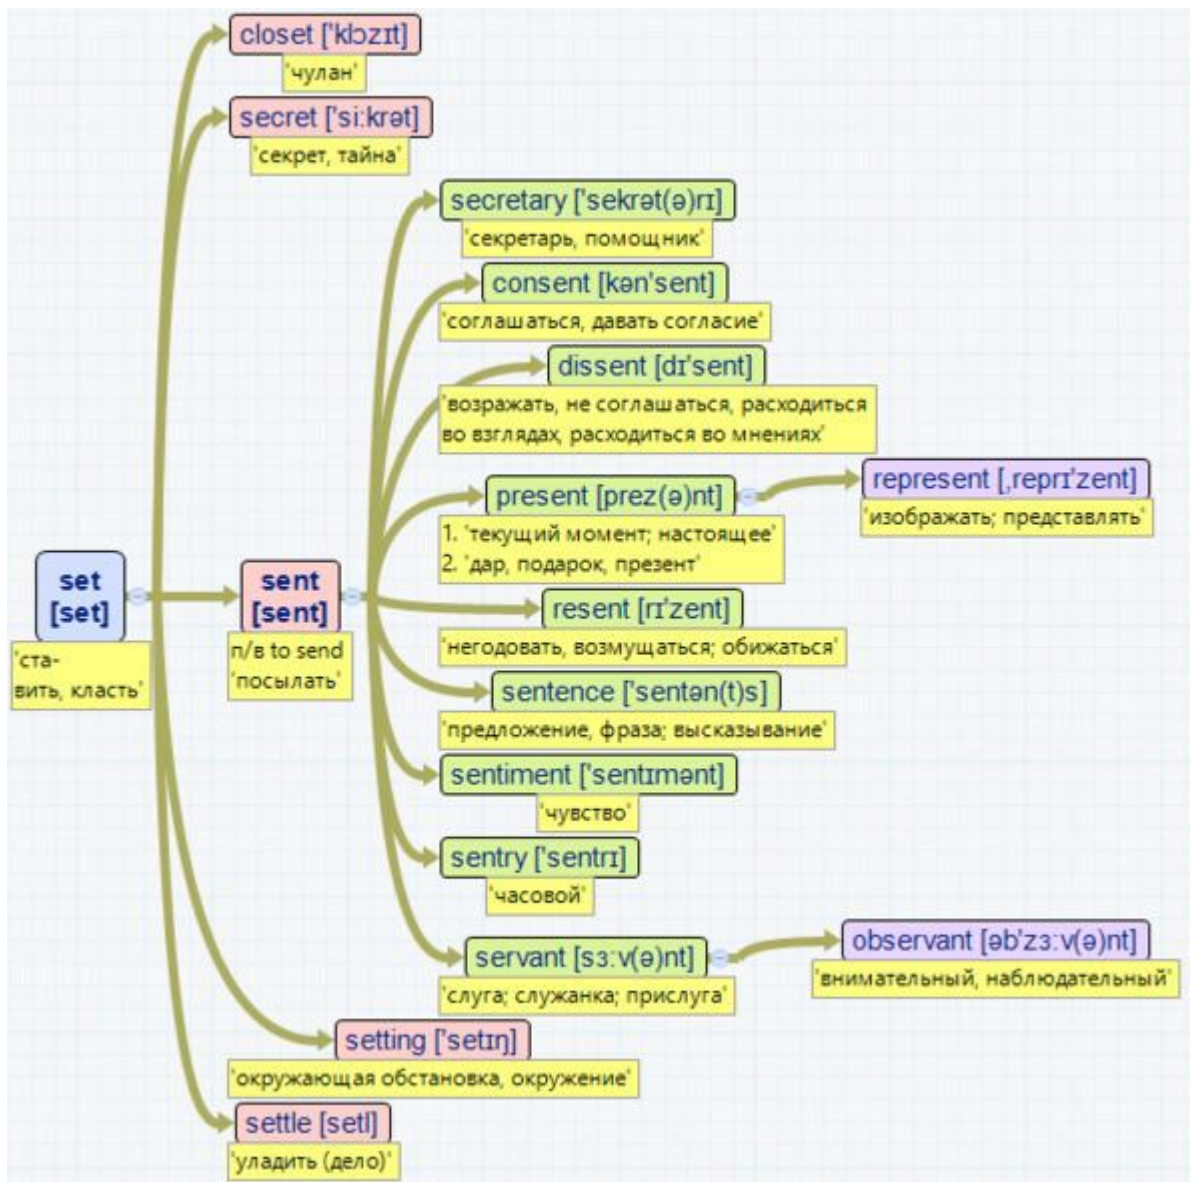 closet ['klɔzɪt]
'чулан'
secret ['si:krət]
'секрет, тайна'
secretary ['sekrət(ə)rɪ]
'секретарь, помощник'
consent [kən'sent]
'соглашаться, давать согласие'
dissent [dɪ'sent]
'возражать, не соглашаться, расходиться
во взглядах, расходиться во мнениях'
present [prez(ə)nt]
1. 'текущий момент; настоящее'
2. 'дар, подарок, презент'
represent [,reprɪ'zent]
'изображать; представлять'
set
[set]
'ста-
вить, класть'
sent
[sent]
п/в to send
'посылать'
resent [rɪ'zent]
'негодовать, возмущаться; обижаться'
sentence ['sentən(t)s]
'предложение, фраза; высказывание'
sentiment ['sentɪmənt]
'чувство'
sentry ['sentrɪ]
'часовой'
servant [sɜ:v(ə)nt]
'слуга; служанка; прислуга'
observant [əb'zɜ:v(ə)nt]
'внимательный, наблюдательный'
setting ['setɪŋ]
'окружающая обстановка, окружение'
settle [setl]
'уладить (дело)'